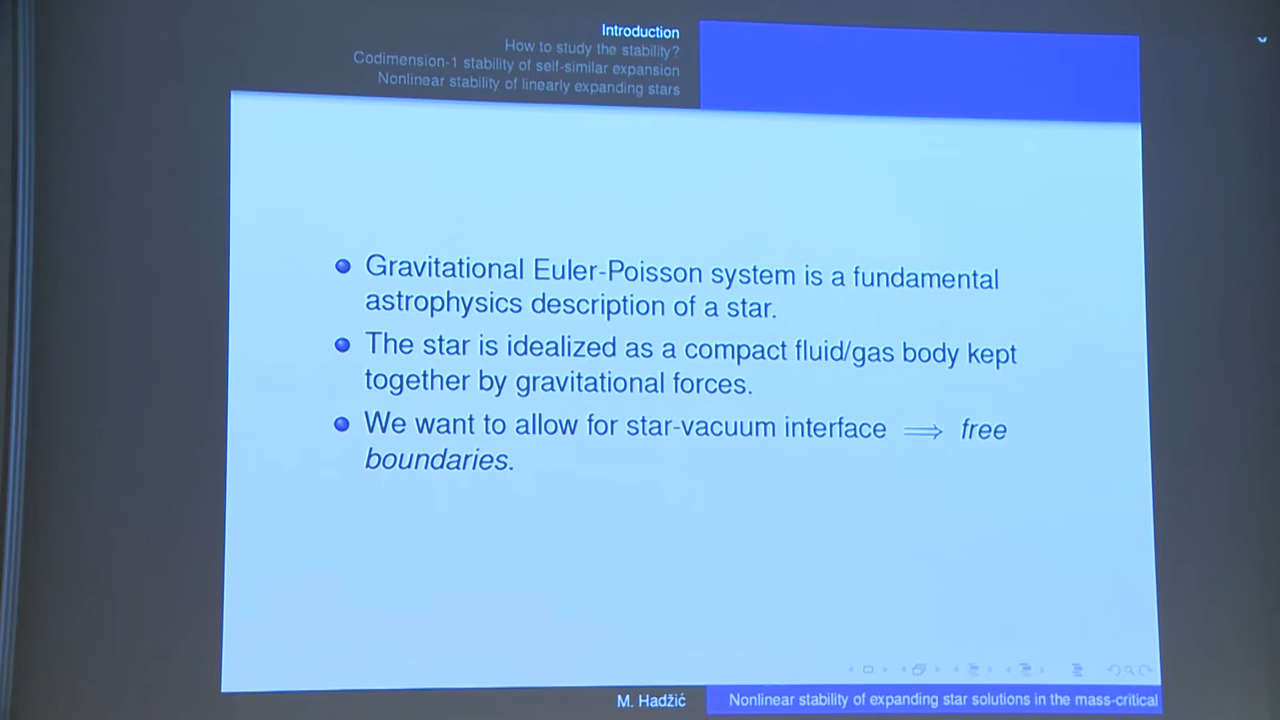 Introduction
How to study the stability?
Codimension-1 stability of self-similar expansion
Nonlinear stability of linearly expanding stars
Gravitational Euler-Poisson system is a fundamental
astrophysics description of a star.
The star is idealized as a compact fluid/gas body kept
together by gravitational forces.
We want to allow for star-vacuum interface ⟹ free
boundaries.
M. Hadžić
Nonlinear stability of expanding star solutions in the mass-critical